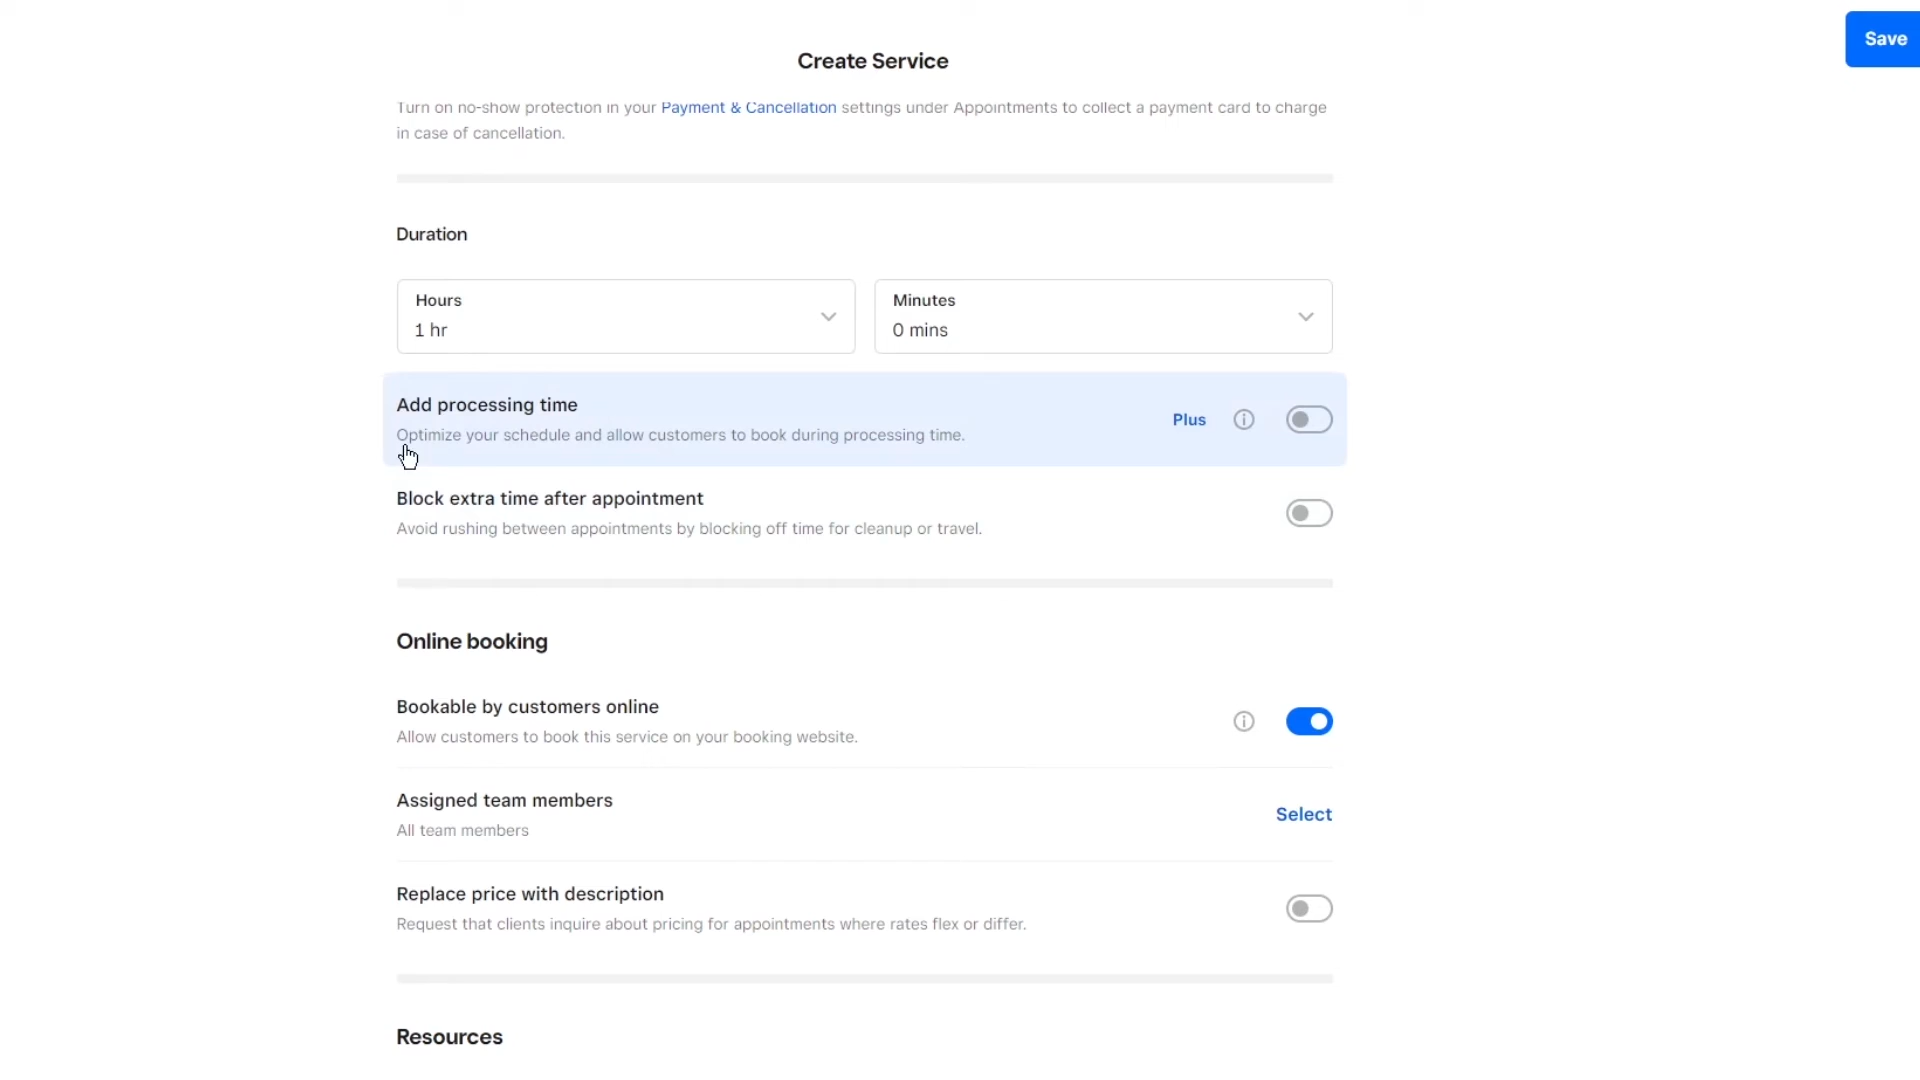 Save
Create Service
Turn on no-show protection in your Payment & Cancellation settings under Appointments to collect a payment card to charge
in case of cancellation.
Duration
Hours
1 hr
Minutes
0 mins
Add processing time
Optimize your schedule and allow customers to book during processing time.
Plus
Block extra time after appointment
Avoid rushing between appointments by blocking off time for cleanup or travel.
Online booking
Bookable by customers online
Allow customers to book this service on your booking website.
Assigned team members
All team members
Select
Replace price with description
Request that clients inquire about pricing for appointments where rates flex or differ.
Resources